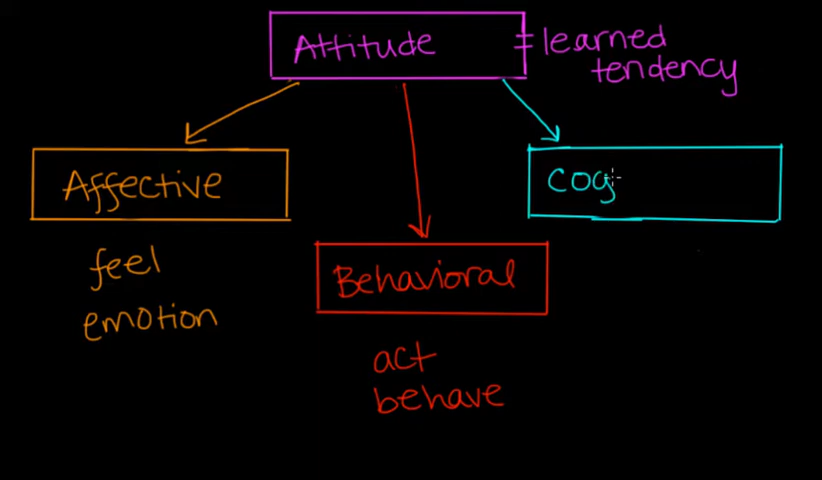 Attitude = learned
tendency
Affective
cog
feel
emotion
Behavioral
act
behave